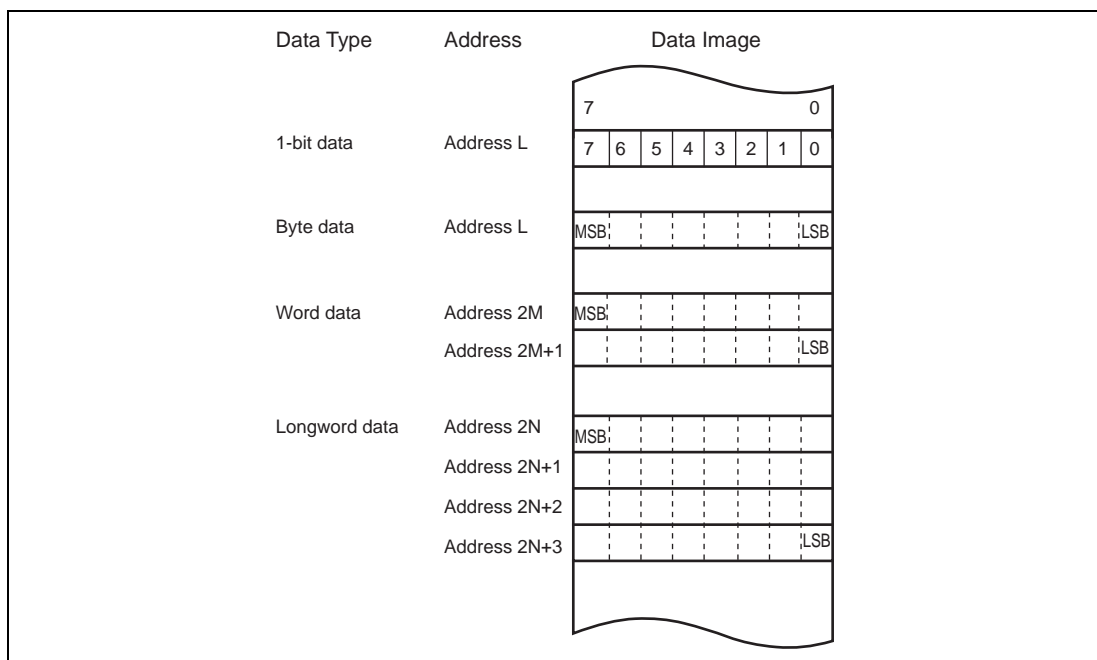 Data Type Address Data Image
7 0
1-bit data Address L 7 6 5 4 3 2 1 0
Byte data Address L MSB LSB
Word data Address 2M MSB
Address 2M+1 LSB
Longword data Address 2N MSB
Address 2N+1
Address 2N+2
Address 2N+3 LSB